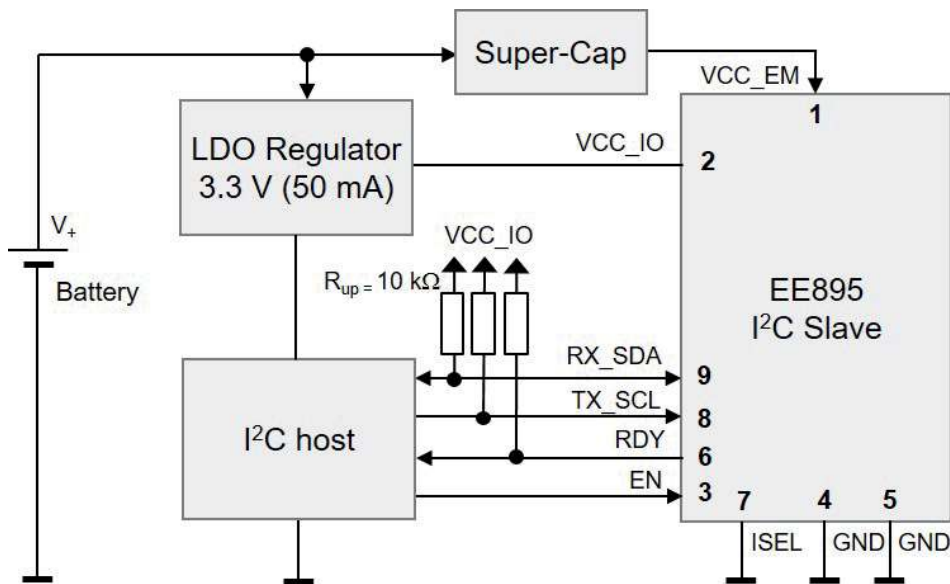 Super-Cap
VCC_EM
1
LDO Regulator
3.3 V (50 mA)
VCC_IO
2
V+
Battery
VCC_IO
Rup = 10 kΩ
EE895
I²C Slave
RX_SDA
9
TX_SCL
8
I²C host
RDY
6
EN
3
7
4
5
ISEL
GND
GND